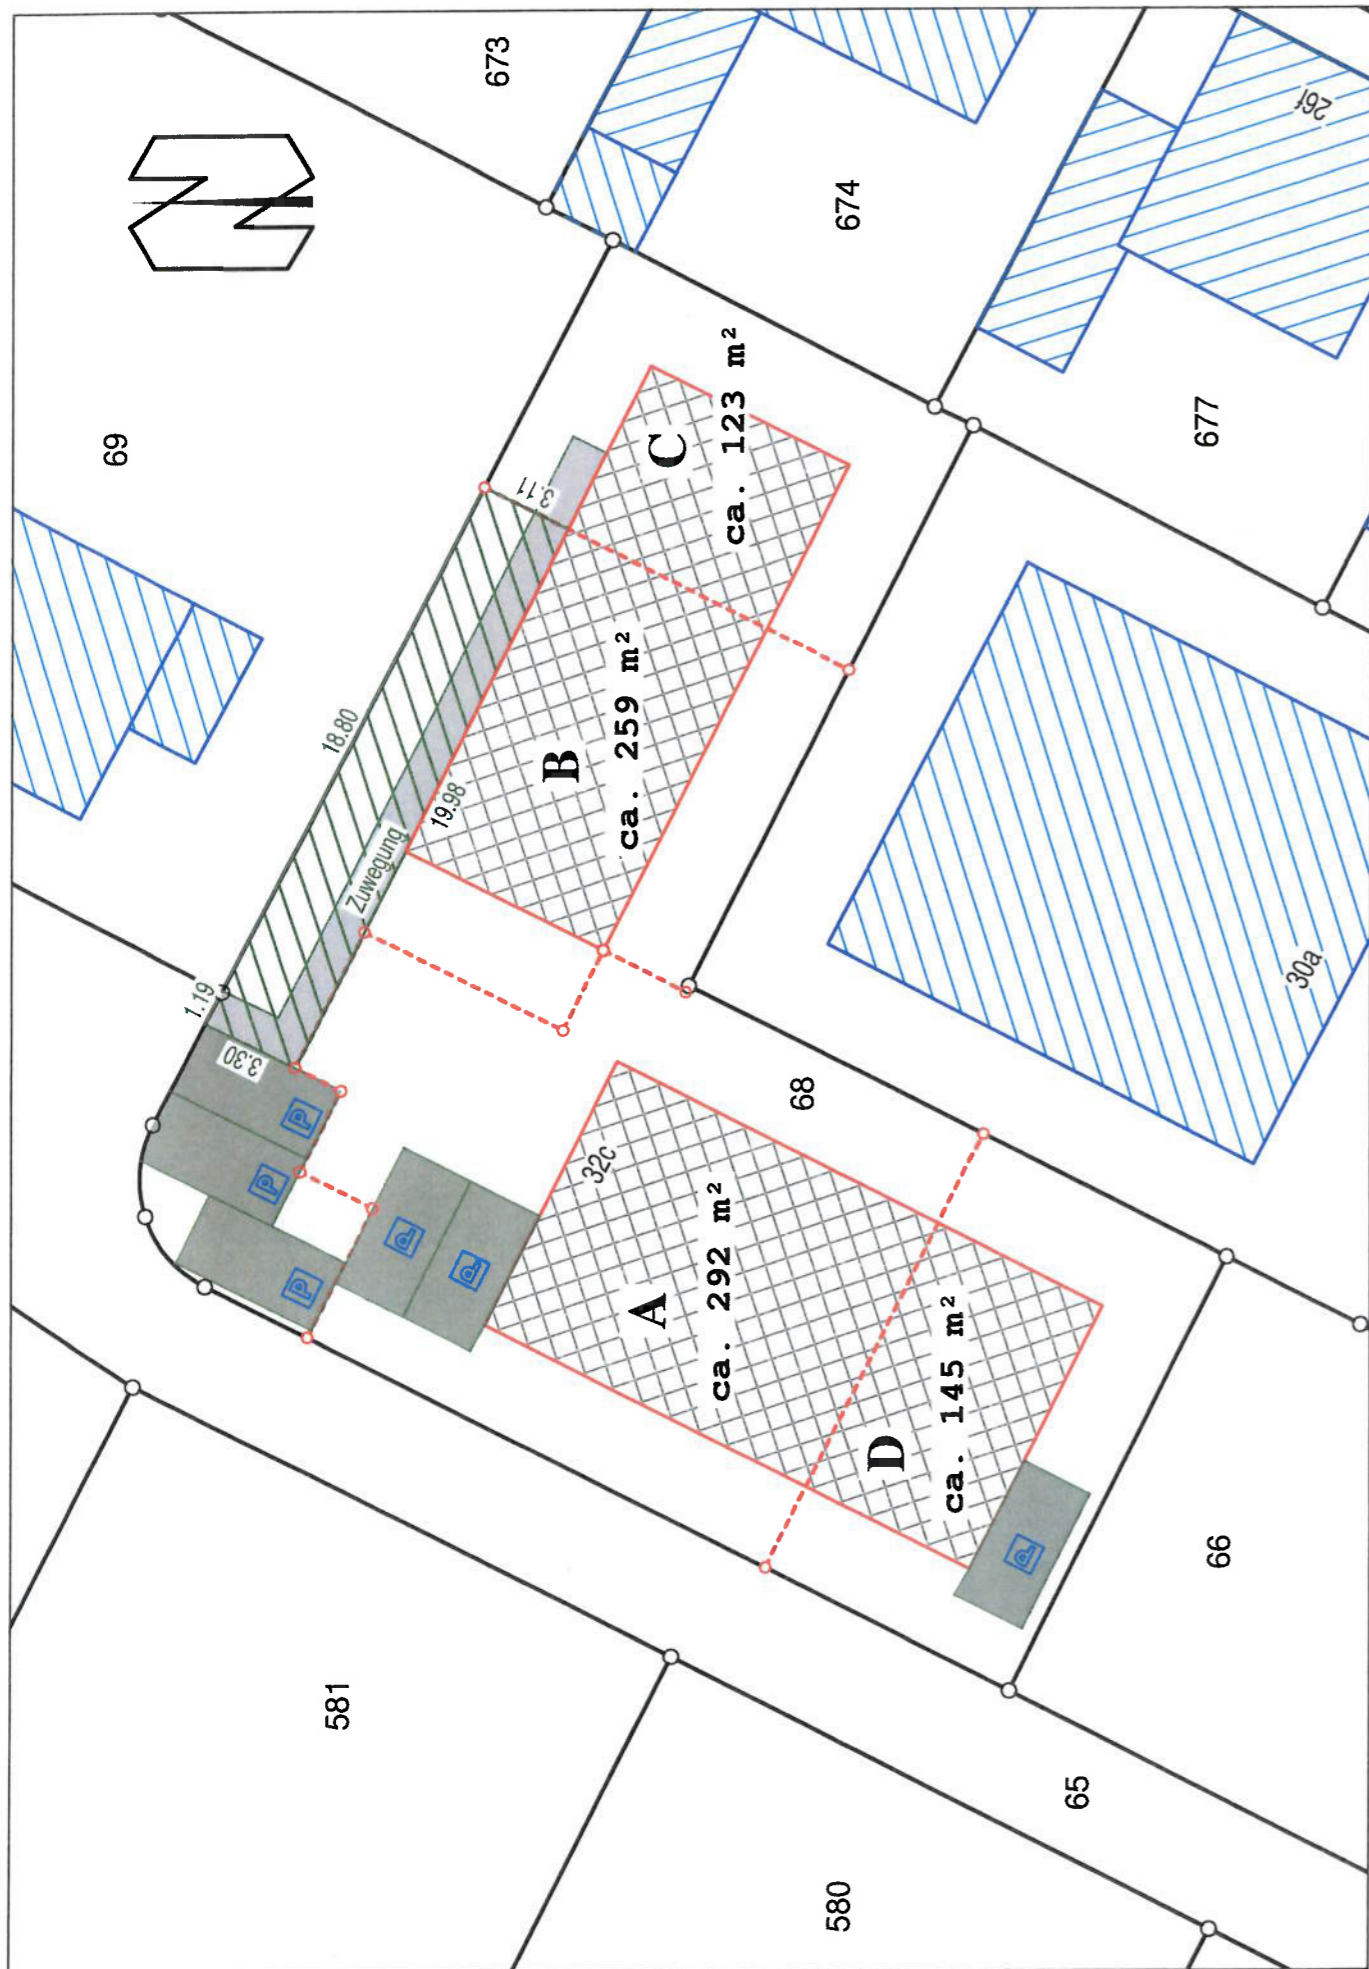 673
69
674
26f
677
C
ca. 123 m²
3.11
18.80
B
ca. 259 m²
19.98
Zuwegung
1.19
3.30
P
P
P
P
P
32c
68
30a
A
ca. 292 m²
D
ca. 145 m²
P
66
581
65
580